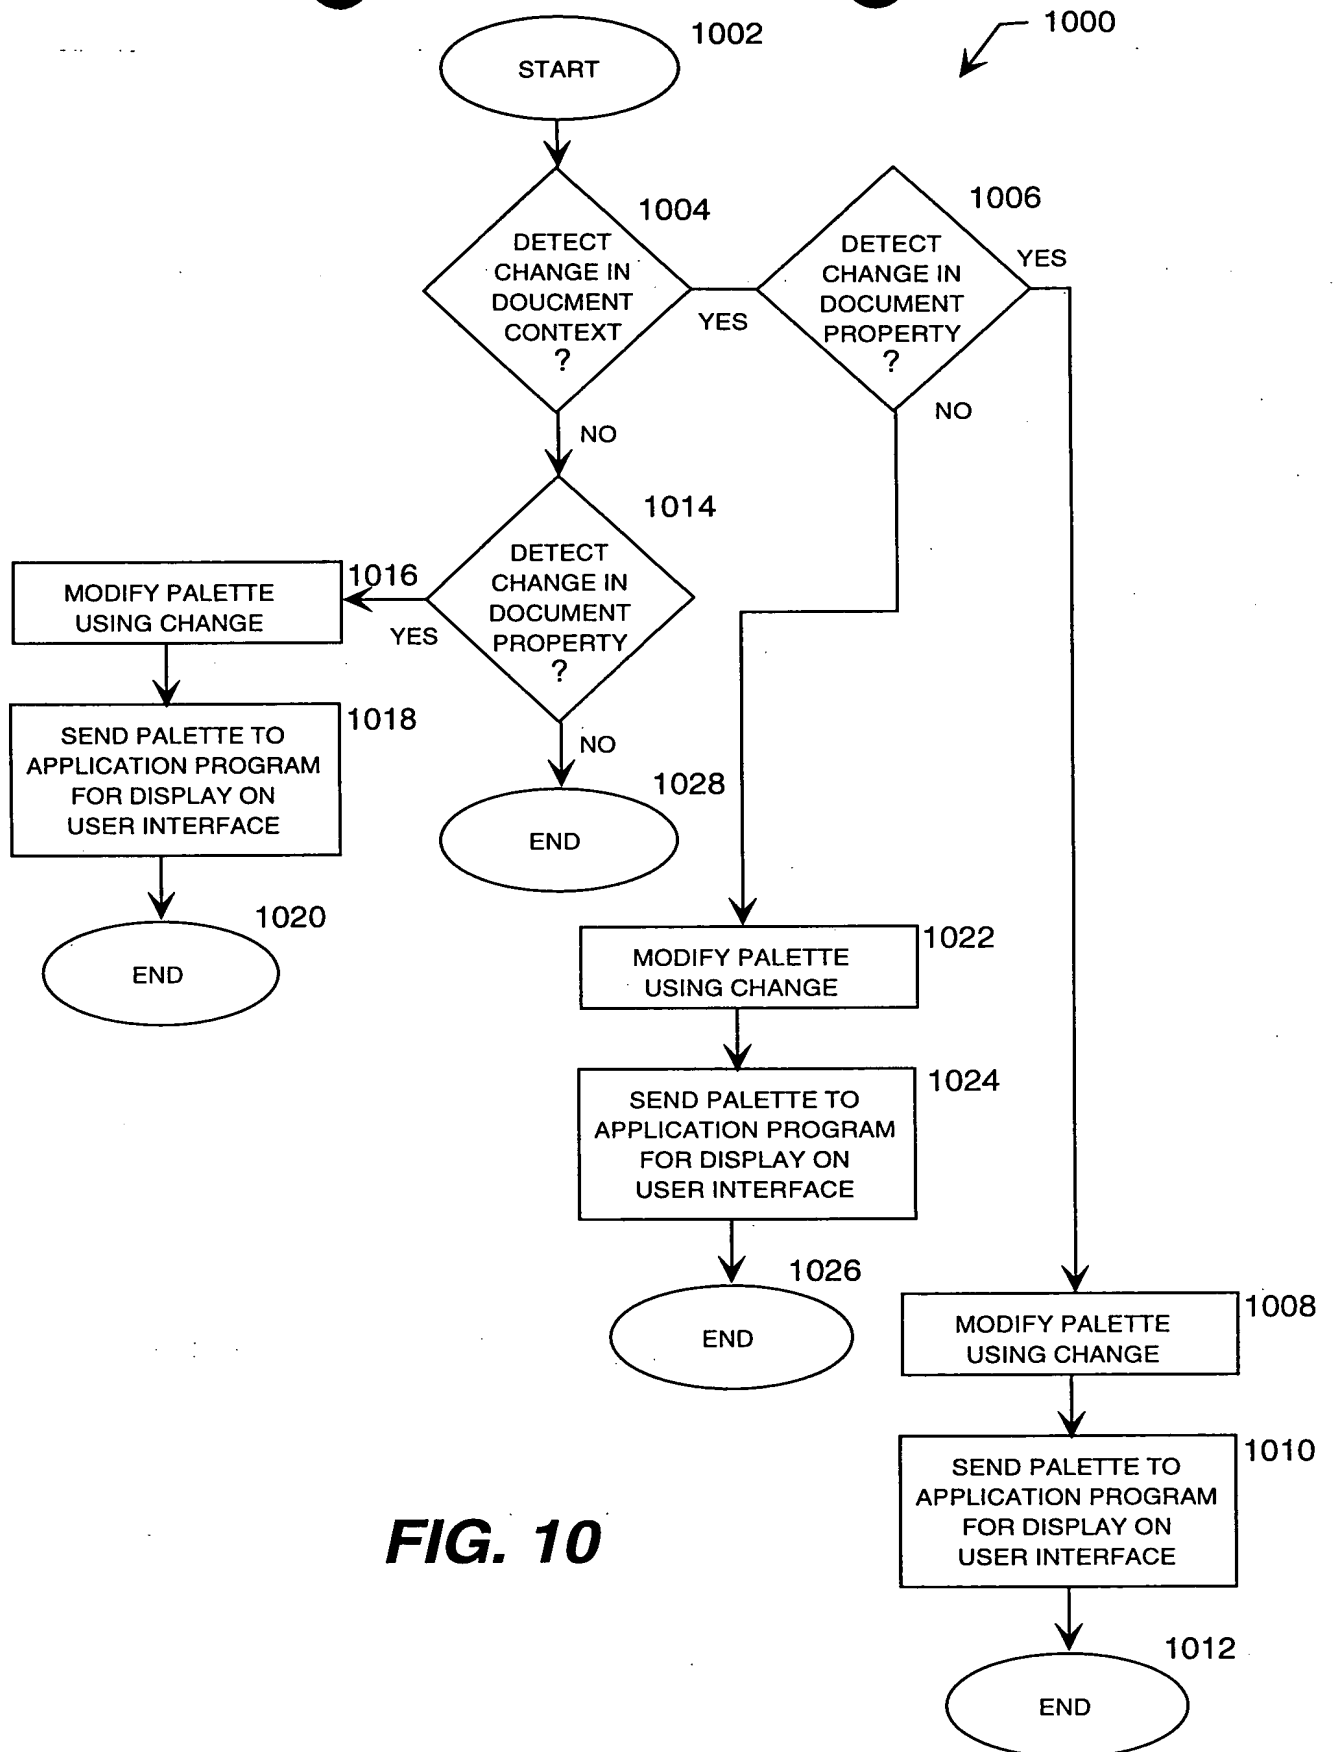 1002
1000
START
1004
1006
DETECT
CHANGE IN
DOUCMENT
CONTEXT
?
YES
DETECT
CHANGE IN
DOCUMENT
PROPERTY
?
YES
NO
NO
1014
DETECT
CHANGE IN
DOCUMENT
PROPERTY
?
YES
NO
1016
MODIFY PALETTE
USING CHANGE
1018
SEND PALETTE TO
APPLICATION PROGRAM
FOR DISPLAY ON
USER INTERFACE
1020
END
1028
END
1022
MODIFY PALETTE
USING CHANGE
1024
SEND PALETTE TO
APPLICATION PROGRAM
FOR DISPLAY ON
USER INTERFACE
1026
END
1008
MODIFY PALETTE
USING CHANGE
1010
SEND PALETTE TO
APPLICATION PROGRAM
FOR DISPLAY ON
USER INTERFACE
1012
END
FIG. 10